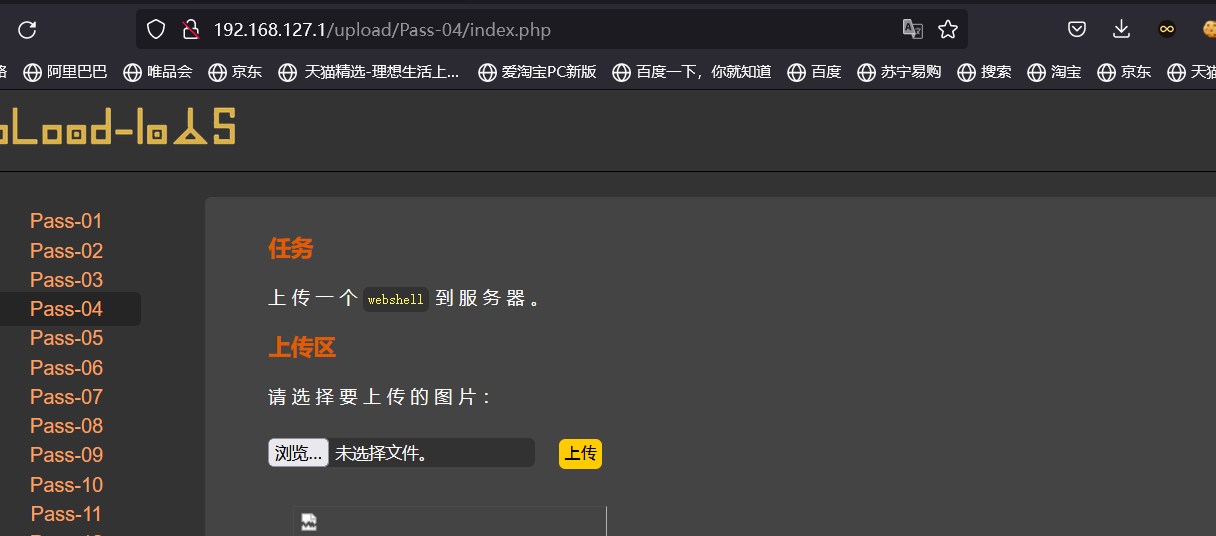 192.168.127.1/upload/Pass-04/index.php
阿里巴巴 唯品会 京东 天猫精选-理想生活上... 爱淘宝PC新版 百度一下，你就知道 百度 苏宁易购 搜索 淘宝 京东 天猫
pLoad-labS
Pass-01
Pass-02
Pass-03
Pass-04
Pass-05
Pass-06
Pass-07
Pass-08
Pass-09
Pass-10
Pass-11
任务
上传一个 webshell 到服务器。
上传区
请选择要上传的图片：
浏览... 未选择文件。 上传